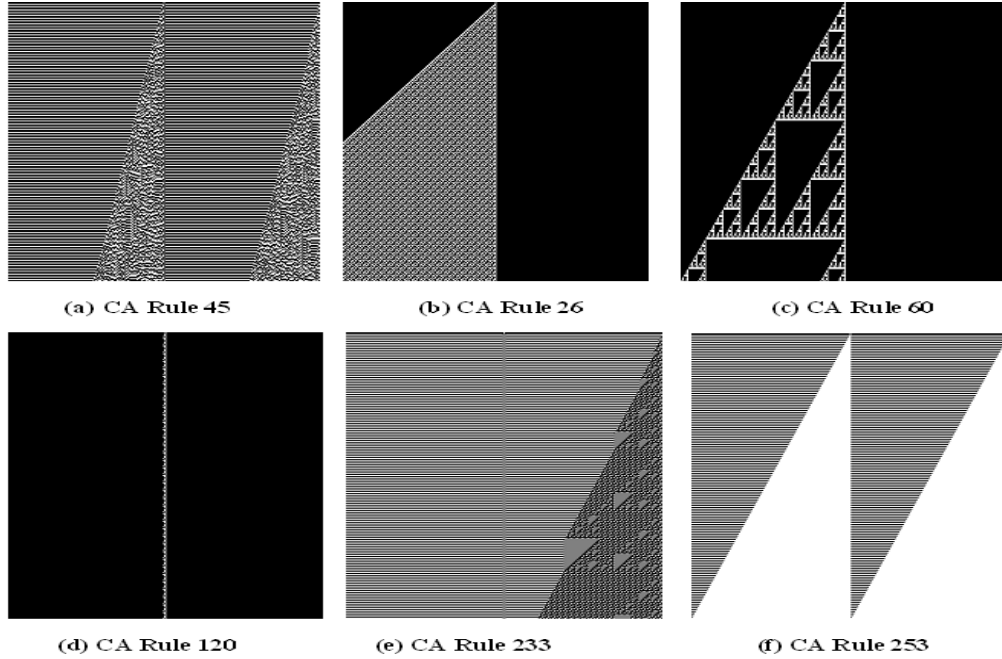 (a) CA Rule 45
(b) CA Rule 26
(c) CA Rule 60
(d) CA Rule 120
(e) CA Rule 233
(f) CA Rule 253